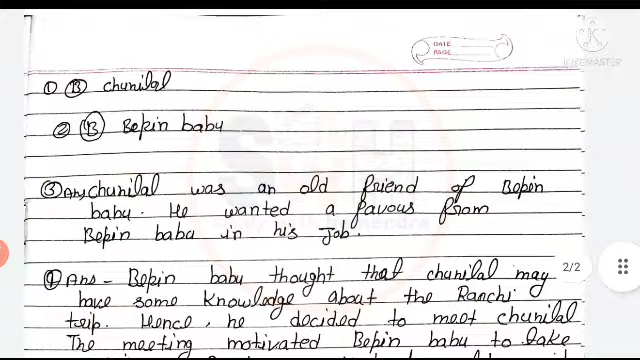 DATE
PAGE
KINEMASTER
① Ⓑ Chunilal
② Ⓑ Bepin babu
③ Ans chunilal was an old friend of Bepin
babu. He wanted a favous from
Bepin babu in his Job.
④ Ans - Bepin babu thought that chunilal may
have some Knowledge about the Ranchi
trip. Hence, he decided to meet chunilal
The meeting motivated Bepin babu to take
2/2